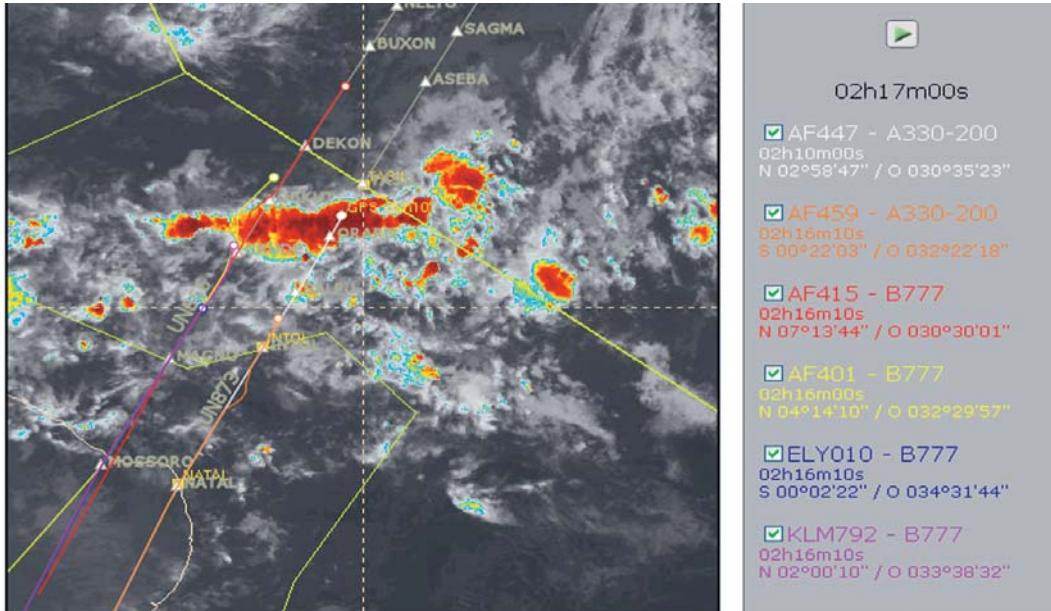 NELTO
BUXON
SAGMA
ASEBA
DEKON
TASIL
ORARO
UN873
INTOL
MAGNO
MOSSORO
NATAL
NATAL
02h17m00s
AF447 - A330-200
02h10m00s
N 02°58'47" / O 030°35'23"
AF459 - A330-200
02h16m10s
S 00°22'03" / O 032°22'18"
AF415 - B777
02h16m10s
N 07°13'44" / O 030°30'01"
AF401 - B777
02h16m00s
N 04°14'10" / O 032°29'57"
ELY010 - B777
02h16m10s
S 00°02'22" / O 034°31'44"
KLM792 - B777
02h16m10s
N 02°00'10" / O 033°38'32"